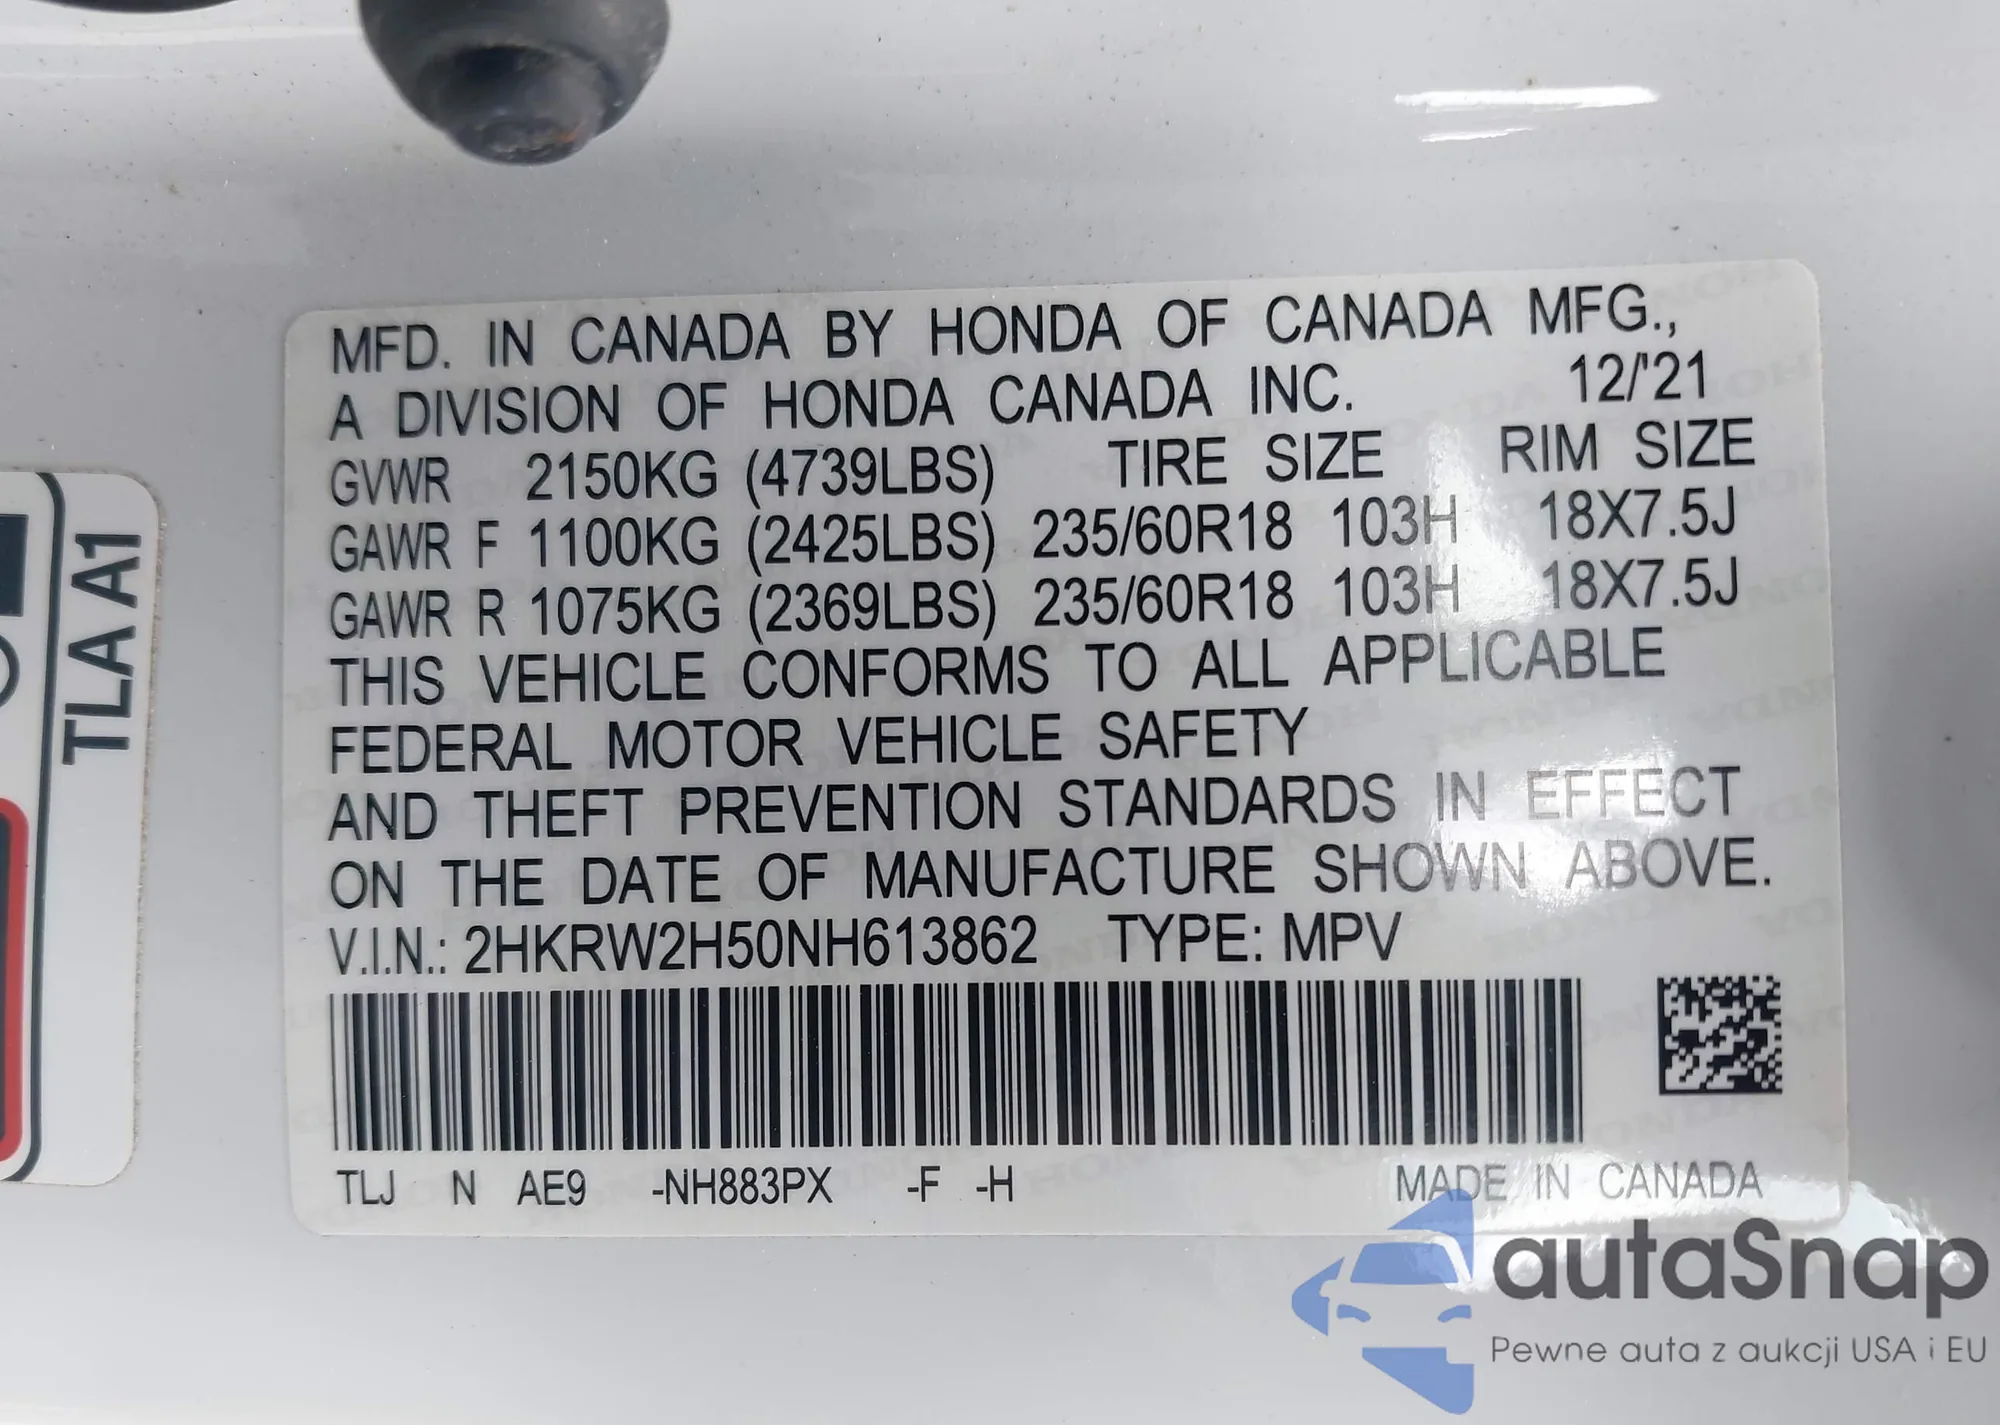 MFD. IN CANADA BY HONDA OF CANADA MFG.,
A DIVISION OF HONDA CANADA INC. 12/'21
GVWR 2150KG (4739LBS) TIRE SIZE RIM SIZE
GAWR F 1100KG (2425LBS) 235/60R18 103H 18X7.5J
GAWR R 1075KG (2369LBS) 235/60R18 103H 18X7.5J
THIS VEHICLE CONFORMS TO ALL APPLICABLE
FEDERAL MOTOR VEHICLE SAFETY
AND THEFT PREVENTION STANDARDS IN EFFECT
ON THE DATE OF MANUFACTURE SHOWN ABOVE.
V.I.N.: 2HKRW2H50NH613862 TYPE: MPV
TLJ N AE9 -NH883PX -F -H MADE IN CANADA
TLA A1
autaSnap
Pewne auta z aukcji USA i EU